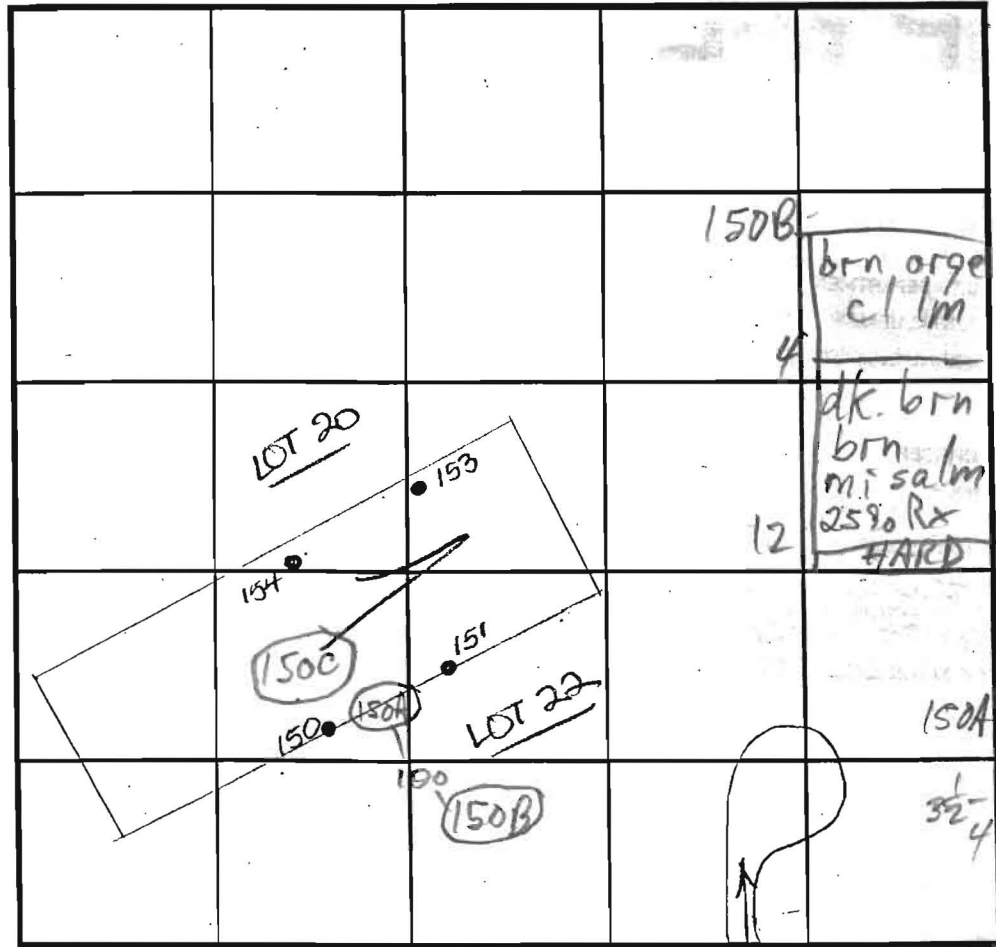 150B
brn orge
cl lm
4
dk. brn
brn
mi salm
25% Rx
HARD
12
LOT 20
153
154
151
150C
150A
150
LOT 22
150A
100
150B
3½-
4